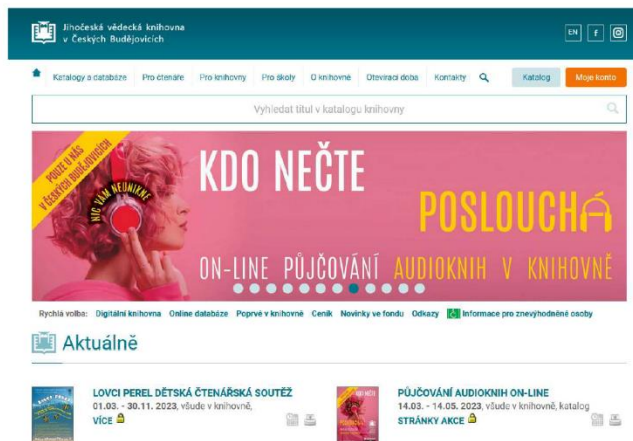 Jihočeská vědecká knihovna
v Českých Budějovicích
EN f
Katalogy a databáze Pro čtenáře Pro knihovny Pro školy O knihovně Otevírací doba Kontakty Katalog Moje konto
Vyhledat titul v katalogu knihovny
POUZE U NÁS
V ČESKÝCH BUDĚJOVICÍCH
NIC VÁM NEUNIKNE
KDO NEČTE
POSLOUCHÁ
ON-LINE PŮJČOVÁNÍ AUDIOKNIH V KNIHOVNĚ
Rychlá volba: Digitální knihovna Online databáze Poprvé v knihovně Ceník Novinky ve fondu Odkazy Informace pro znevýhodněné osoby
Aktuálně
LOVCI PEREL DĚTSKÁ ČTENÁŘSKÁ SOUTĚŽ
01.03. - 30.11. 2023, všude v knihovně,
VÍCE
PŮJČOVÁNÍ AUDIOKNIH ON-LINE
14.03. - 14.05. 2023, všude v knihovně, katalog
STRÁNKY AKCE